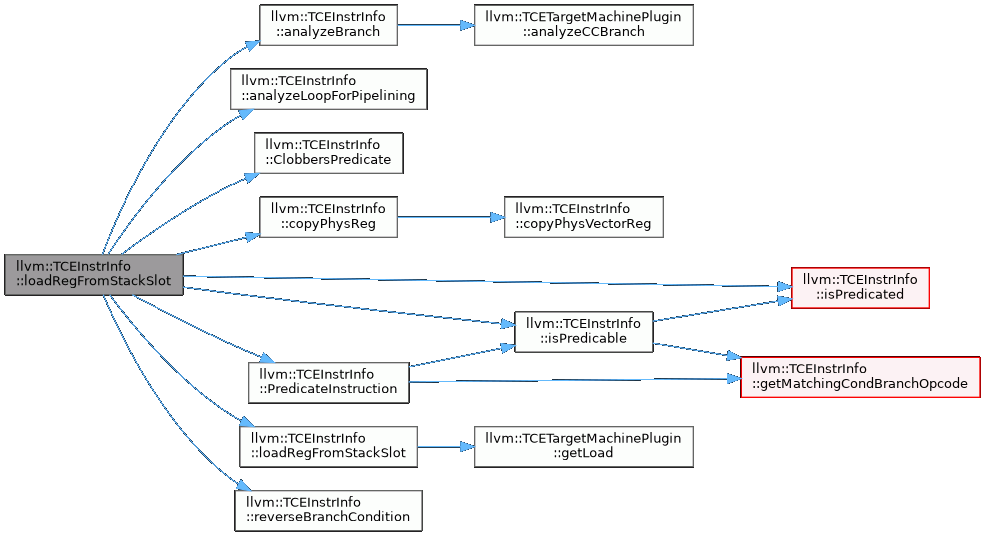 llvm::TCEInstrInfo
::analyzeBranch
llvm::TCETargetMachinePlugin
::analyzeCCBranch
llvm::TCEInstrInfo
::analyzeLoopForPipelining
llvm::TCEInstrInfo
::ClobbersPredicate
llvm::TCEInstrInfo
::copyPhysReg
llvm::TCEInstrInfo
::copyPhysVectorReg
llvm::TCEInstrInfo
::loadRegFromStackSlot
llvm::TCEInstrInfo
::isPredicated
llvm::TCEInstrInfo
::isPredicable
llvm::TCEInstrInfo
::PredicateInstruction
llvm::TCEInstrInfo
::getMatchingCondBranchOpcode
llvm::TCEInstrInfo
::loadRegFromStackSlot
llvm::TCETargetMachinePlugin
::getLoad
llvm::TCEInstrInfo
::reverseBranchCondition